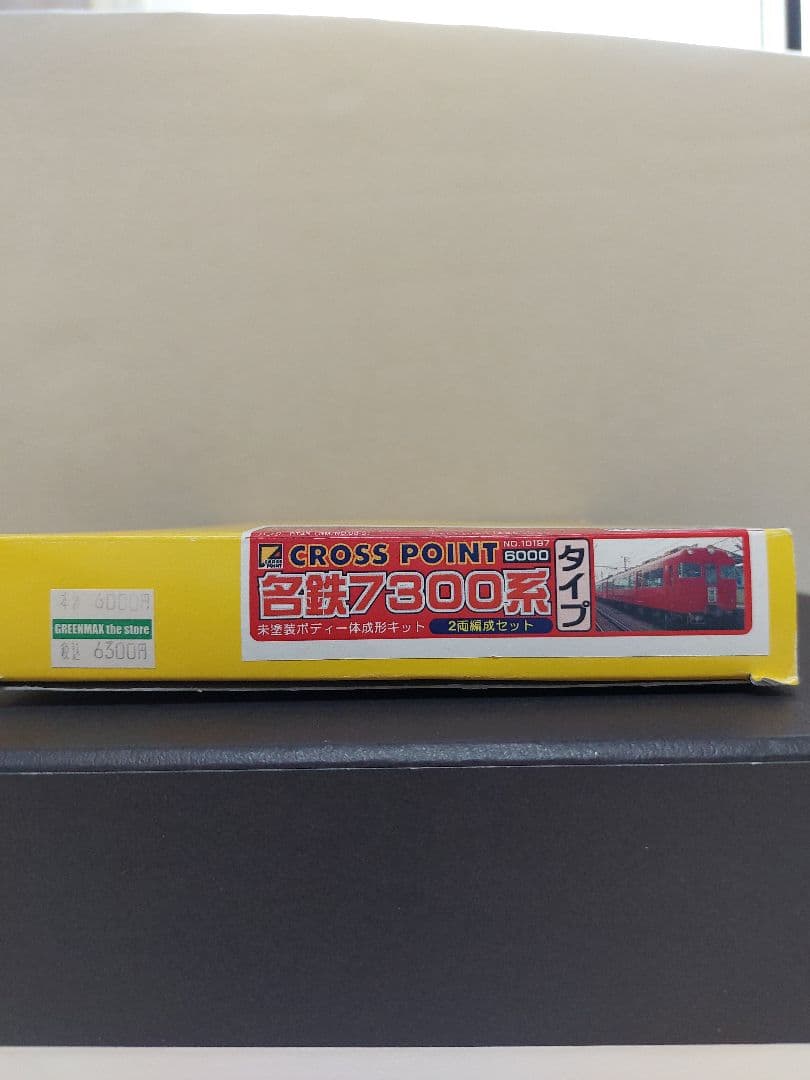 CROSS POINT
NO.10197
6000
名鉄7300系
タイプ
未塗装ボディー体成形キット
2両編成セット
6000円
GREENMAX the store
税込 6300円